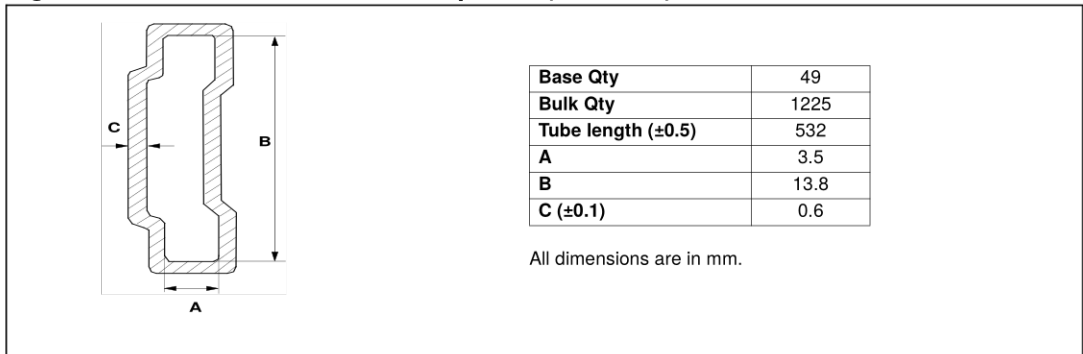 C
B
A
Base Qty 49
Bulk Qty 1225
Tube length (±0.5) 532
A 3.5
B 13.8
C (±0.1) 0.6
All dimensions are in mm.